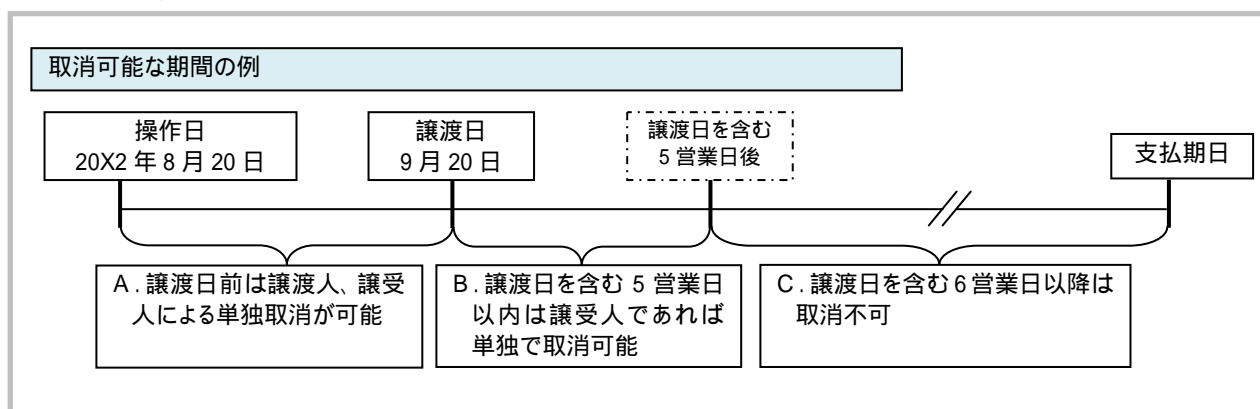 取消可能な期間の例
操作日
20X2 年 8 月 20 日
譲渡日
9 月 20 日
譲渡日を含む
5 営業日後
支払期日
A.譲渡日前は譲渡人、譲受
人による単独取消が可能
B.譲渡日を含む 5 営業日
以内は譲受人であれば
単独で取消可能
C.譲渡日を含む 6 営業日以降は
取消不可